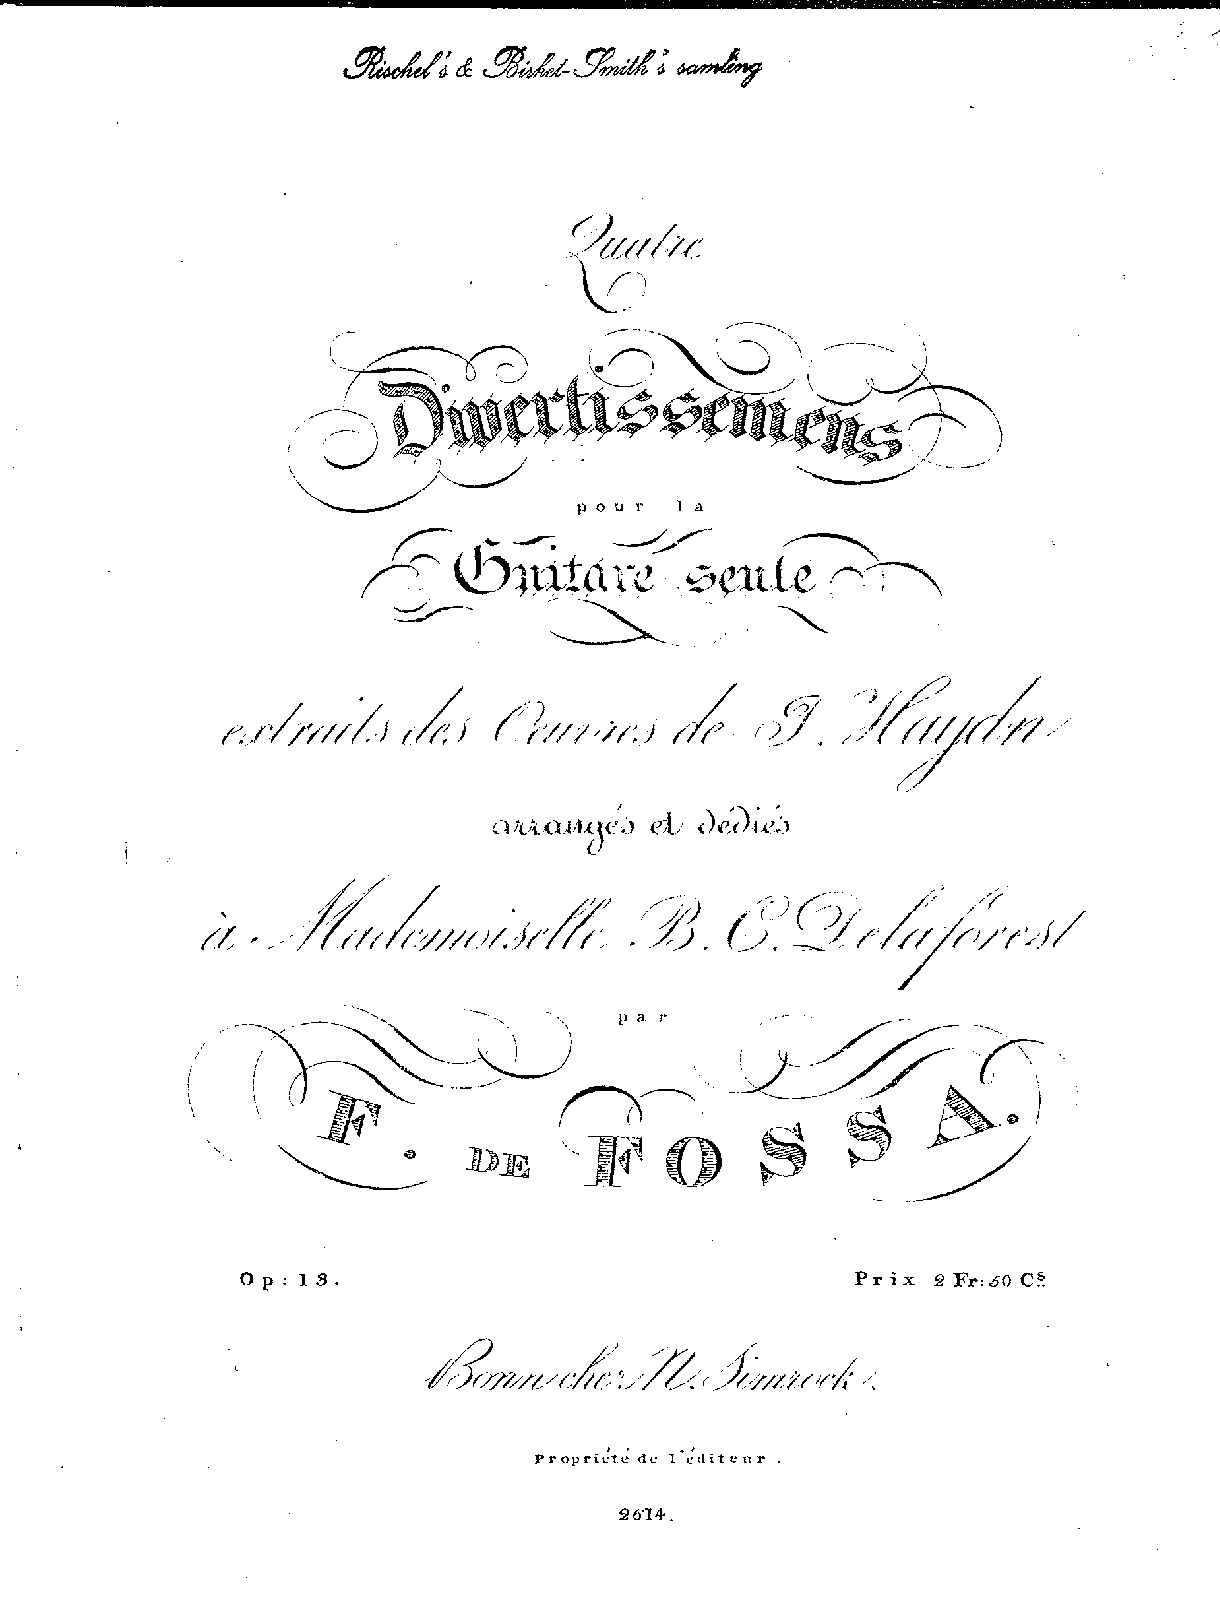 Rischel's & Birket-Smith's samling
Quatre
Divertissemens
pour la
Guitare seule
extraits des Oeuvres de J. Haydn
arrangés et dédiés
à Mademoiselle B. C. Delaforest
par
F. DE FOSSA.
Op: 13.
Prix 2 Fr: 50 Cs
Bonn chez N. Simrock.
Propriété de l'éditeur.
2614.